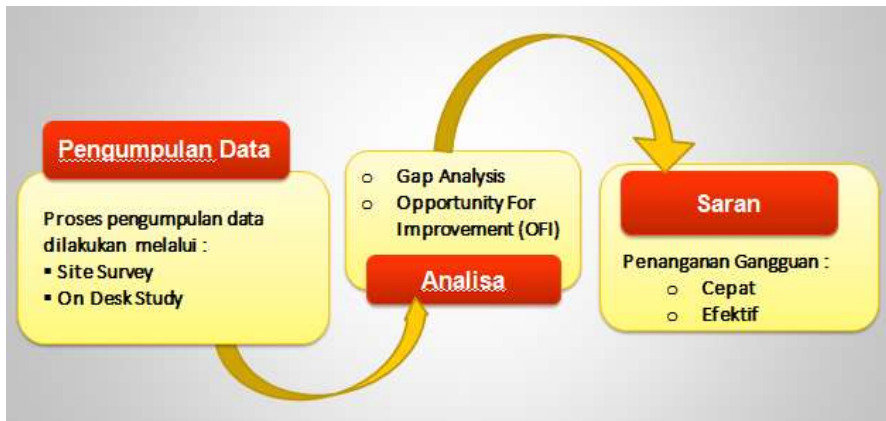 Pengumpulan Data
Proses pengumpulan data
dilakukan melalui :
▪ Site Survey
▪ On Desk Study
o Gap Analysis
o Opportunity For
Improvement (OFI)
Analisa
Saran
Penanganan Gangguan :
o Cepat
o Efektif